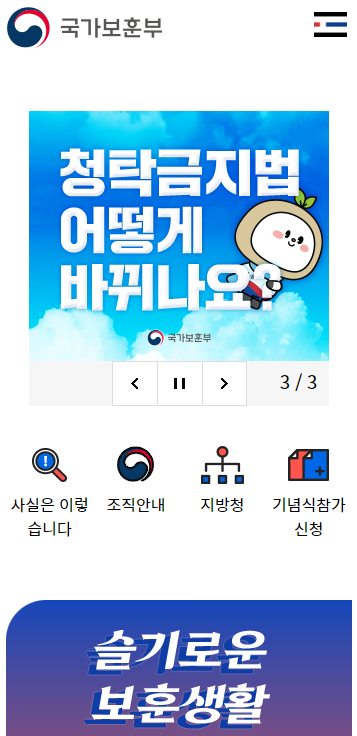 국가보훈부
청탁금지법
어떻게
바뀌나요?
국가보훈부
3 / 3
사실은 이렇
습니다
조직안내
지방청
기념식참가
신청
슬기로운
보훈생활